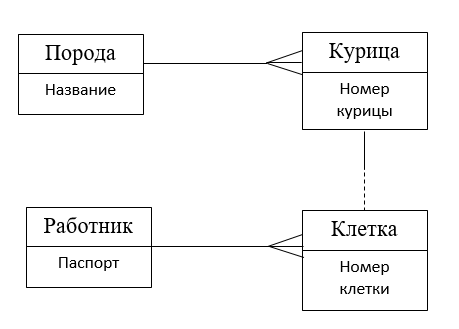 Порода
Название
Курица
Номер
курицы
Работник
Паспорт
Клетка
Номер
клетки